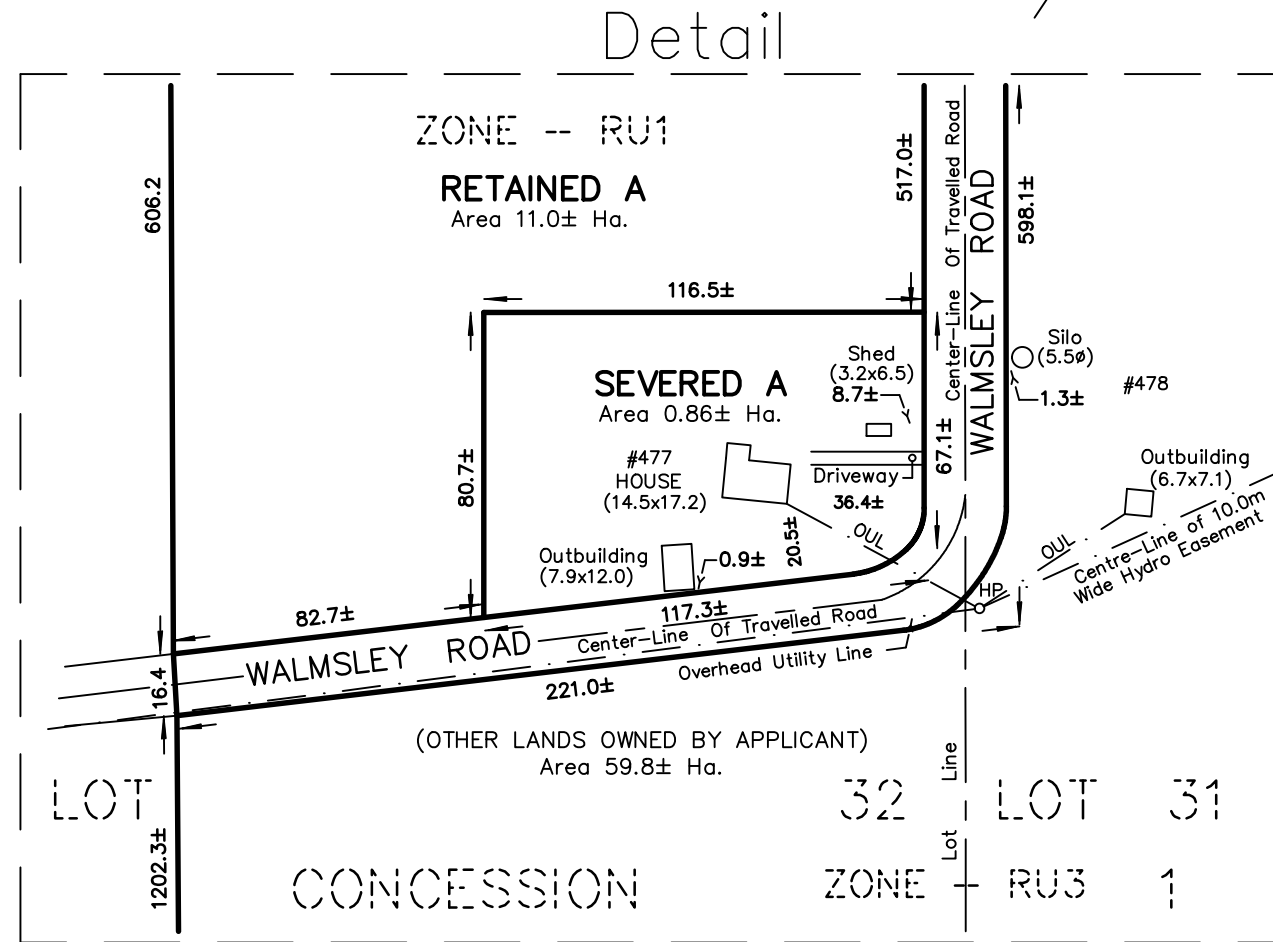 Detail
ZONE -- RU1
RETAINED A
Area 11.0± Ha.
606.2
517.0±
Center-Line Of Travelled Road
WALMSLEY ROAD
598.1±
116.5±
80.7±
SEVERED A
Area 0.86± Ha.
Shed
(3.2x6.5)
8.7±
Silo
(5.5ø)
1.3±
#478
67.1±
#477
HOUSE
(14.5x17.2)
Driveway
36.4±
20.5±
OUL
Outbuilding
(6.7x7.1)
OUL
Centre-Line of 10.0m
Wide Hydro Easement
HP
Outbuilding
(7.9x12.0)
0.9±
82.7±
117.3±
WALMSLEY ROAD
Center-Line Of Travelled Road
Overhead Utility Line
16.4
221.0±
(OTHER LANDS OWNED BY APPLICANT)
Area 59.8± Ha.
LOT 32
Lot Line
LOT 31
1202.3±
CONCESSION 1
ZONE - RU3